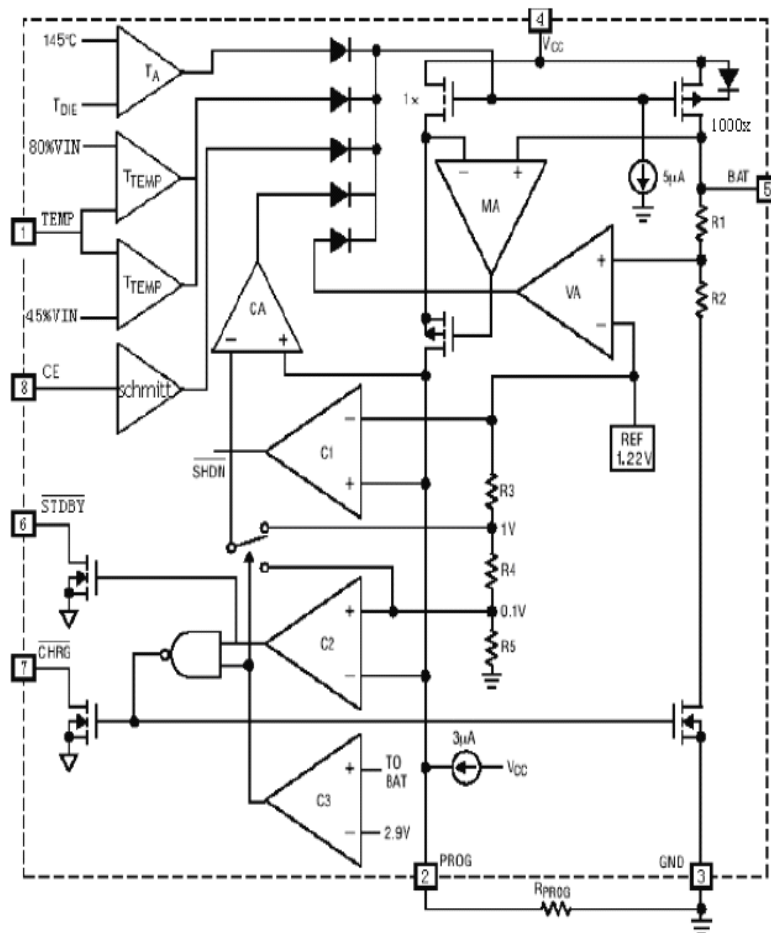 4
145°C
VCC
TA
TDIE
1x
1000x
80%VIN
TTEMP
5μA
BAT
5
MA
R1
1
TEMP
TTEMP
VA
R2
CA
45%VIN
8
CE
schmitt
REF
1.22V
C1
SHDN
R3
6
STDBY
1V
R4
0.1V
C2
R5
7
CHRG
3μA
TO
BAT
VCC
C3
2.9V
2
PROG
GND
3
RPROG